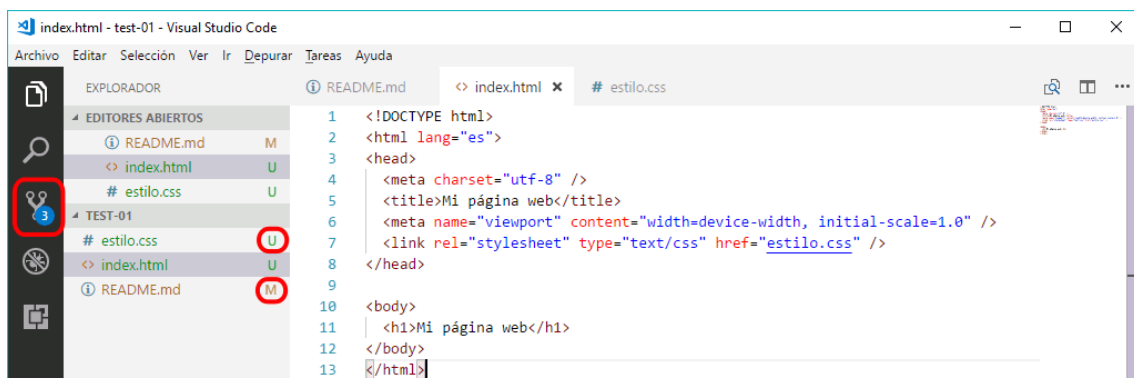 index.html - test-01 - Visual Studio Code
Archivo Editar Selección Ver Ir Depurar Tareas Ayuda
EXPLORADOR
EDITORES ABIERTOS
README.md M
index.html U
# estilo.css U
3
TEST-01
# estilo.css U
index.html U
README.md M
README.md index.html # estilo.css
1 <!DOCTYPE html>
2 <html lang="es">
3 <head>
4 <meta charset="utf-8" />
5 <title>Mi página web</title>
6 <meta name="viewport" content="width=device-width, initial-scale=1.0" />
7 <link rel="stylesheet" type="text/css" href="estilo.css" />
8 </head>
9
10 <body>
11 <h1>Mi página web</h1>
12 </body>
13 </html>